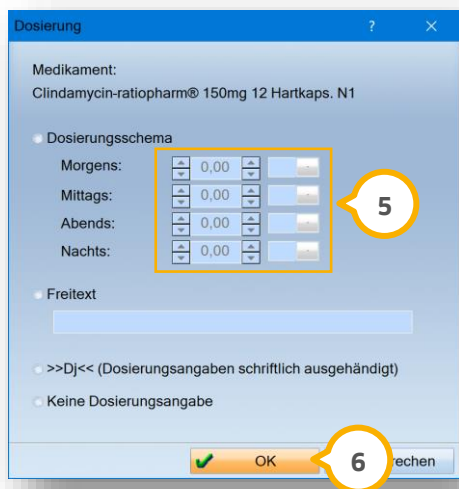 Dosierung ? ×
Medikament:
Clindamycin-ratiopharm® 150mg 12 Hartkaps. N1
Dosierungsschema
Morgens: 0,00
Mittags: 0,00
Abends: 0,00
Nachts: 0,00
5
Freitext
>>Dj<< (Dosierungsangaben schriftlich ausgehändigt)
Keine Dosierungsangabe
OK 6 rechen